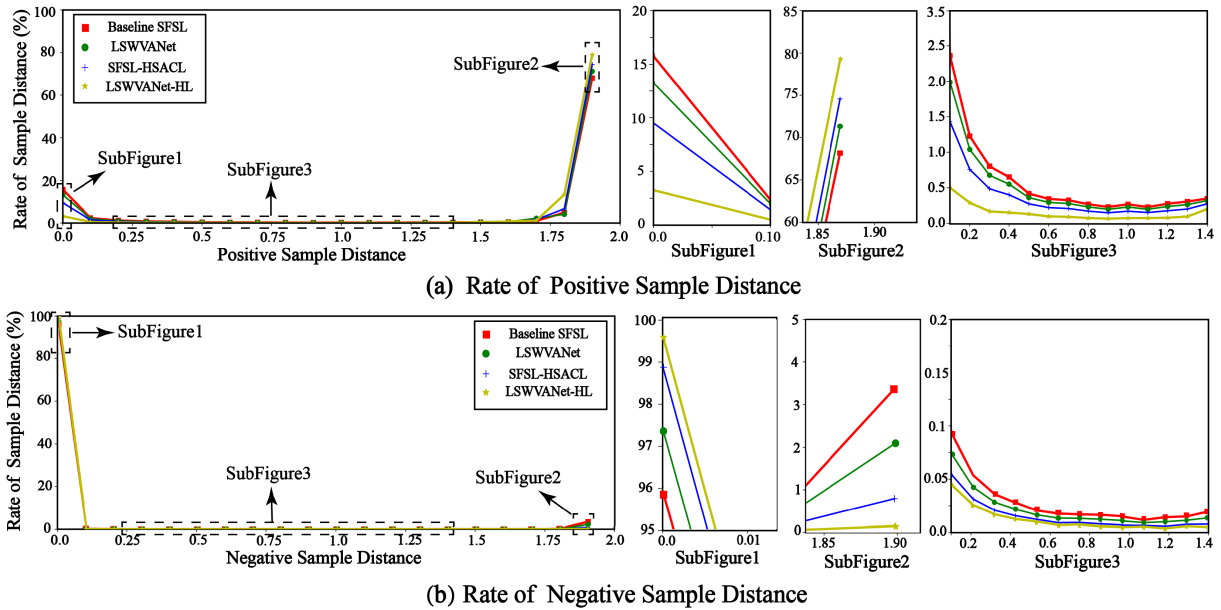 Rate of Sample Distance (%)
100
80
60
40
20
0
Baseline SFSL
LSWVANet
SFSL-HSACL
LSWVANet-HL
SubFigure2
SubFigure1
SubFigure3
0.0 0.25 0.5 0.75 1.0 1.25 1.5 1.75 2.0
Positive Sample Distance
20
15
10
5
0
0.0 0.10
SubFigure1
85
80
75
70
65
60
1.85 1.90
SubFigure2
3.5
3.0
2.5
2.0
1.5
1.0
0.5
0.0
0.2 0.4 0.6 0.8 1.0 1.2 1.4
SubFigure3
(a) Rate of Positive Sample Distance
Rate of Sample Distance (%)
100
80
60
40
20
0
SubFigure1
Baseline SFSL
LSWVANet
SFSL-HSACL
LSWVANet-HL
SubFigure3
SubFigure2
0.0 0.25 0.5 0.75 1.0 1.25 1.5 1.75 2.0
Negative Sample Distance
100
99
98
97
96
95
0.0 0.01
SubFigure1
5
4
3
2
1
0
1.85 1.90
SubFigure2
0.2
0.15
0.1
0.05
0.0
0.2 0.4 0.6 0.8 1.0 1.2 1.4
SubFigure3
(b) Rate of Negative Sample Distance